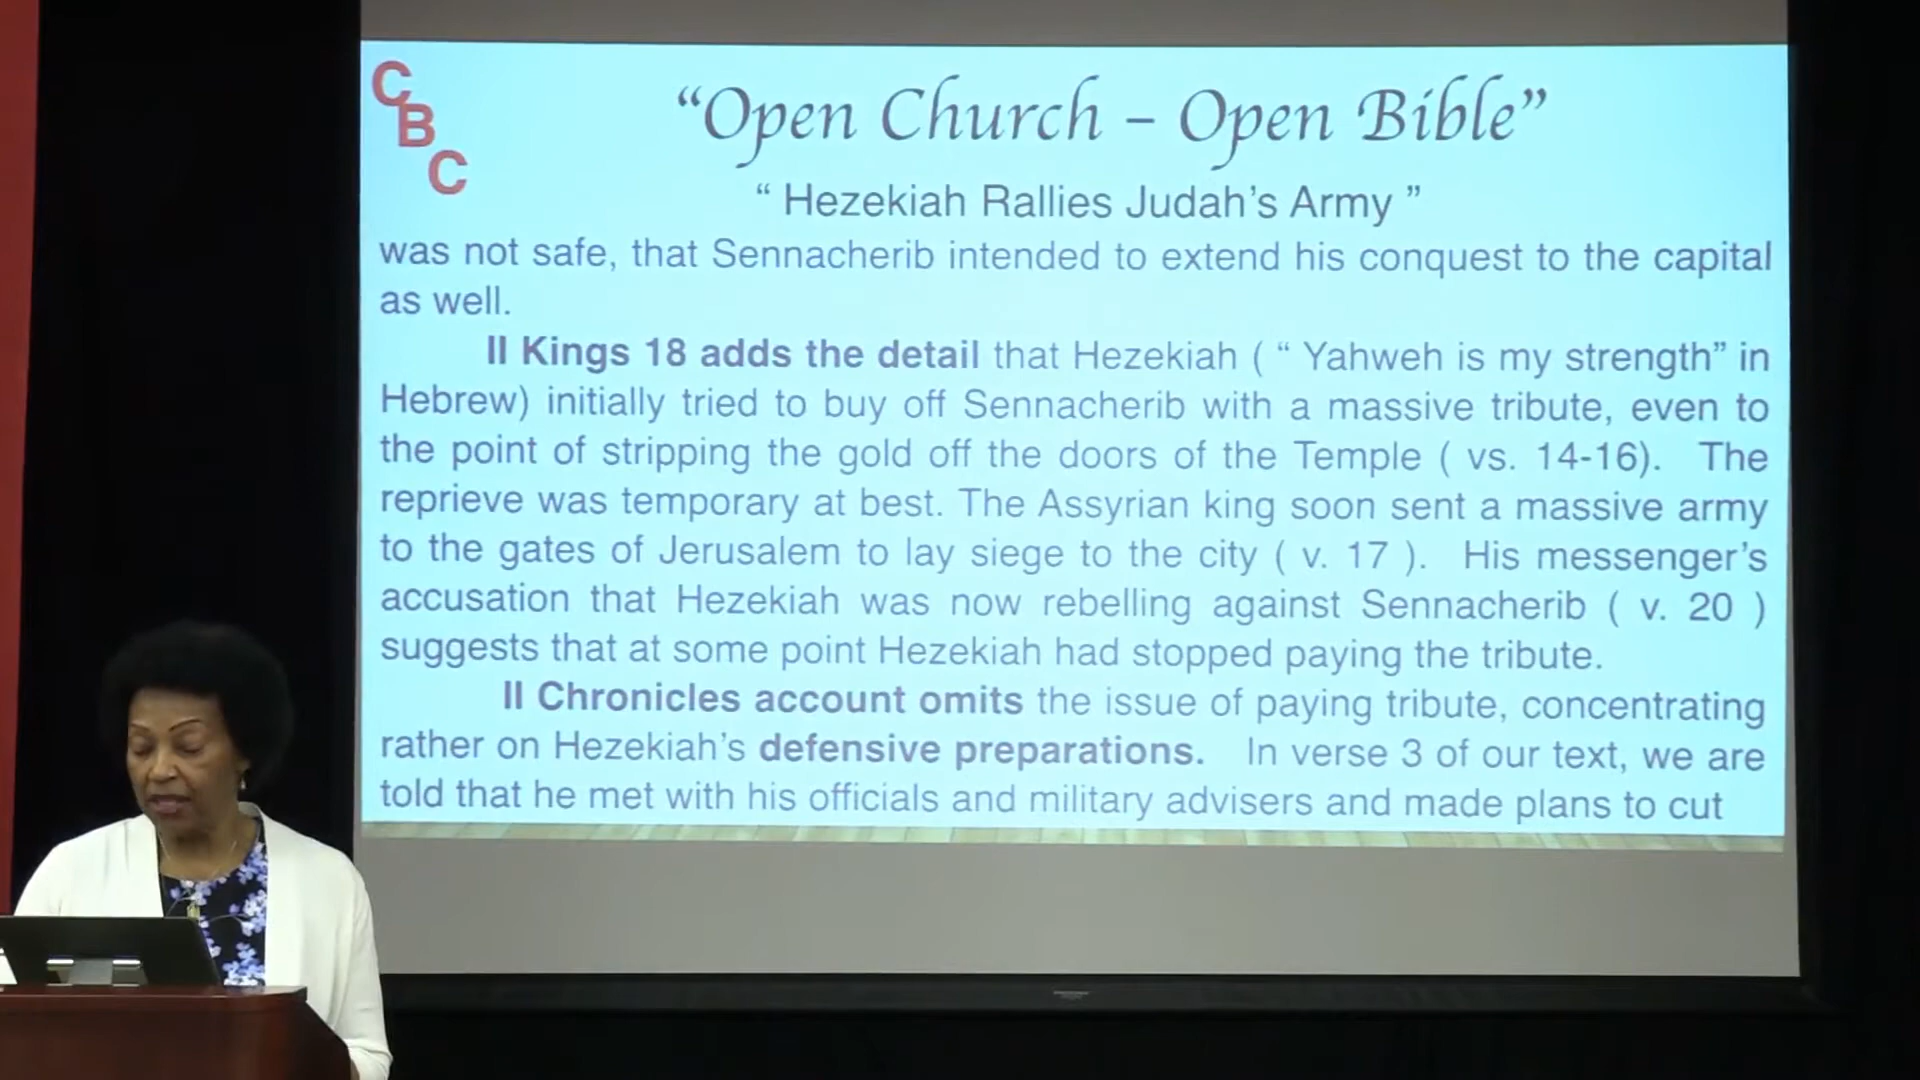 C
B
C
“Open Church – Open Bible”
“ Hezekiah Rallies Judah’s Army ”
was not safe, that Sennacherib intended to extend his conquest to the capital
as well.
II Kings 18 adds the detail that Hezekiah ( “ Yahweh is my strength” in
Hebrew) initially tried to buy off Sennacherib with a massive tribute, even to
the point of stripping the gold off the doors of the Temple ( vs. 14-16). The
reprieve was temporary at best. The Assyrian king soon sent a massive army
to the gates of Jerusalem to lay siege to the city ( v. 17 ). His messenger’s
accusation that Hezekiah was now rebelling against Sennacherib ( v. 20 )
suggests that at some point Hezekiah had stopped paying the tribute.
II Chronicles account omits the issue of paying tribute, concentrating
rather on Hezekiah’s defensive preparations. In verse 3 of our text, we are
told that he met with his officials and military advisers and made plans to cut